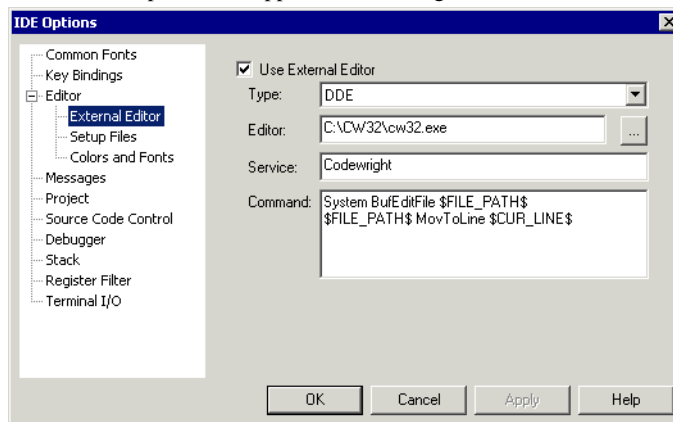 IDE Options
Common Fonts
Key Bindings
Editor
External Editor
Setup Files
Colors and Fonts
Messages
Project
Source Code Control
Debugger
Stack
Register Filter
Terminal I/O
Use External Editor
Type: DDE
Editor: C:\CW32\cw32.exe ...
Service: Codewright
Command: System BufEditFile $FILE_PATH$
$FILE_PATH$ MovToLine $CUR_LINE$
OK Cancel Apply Help